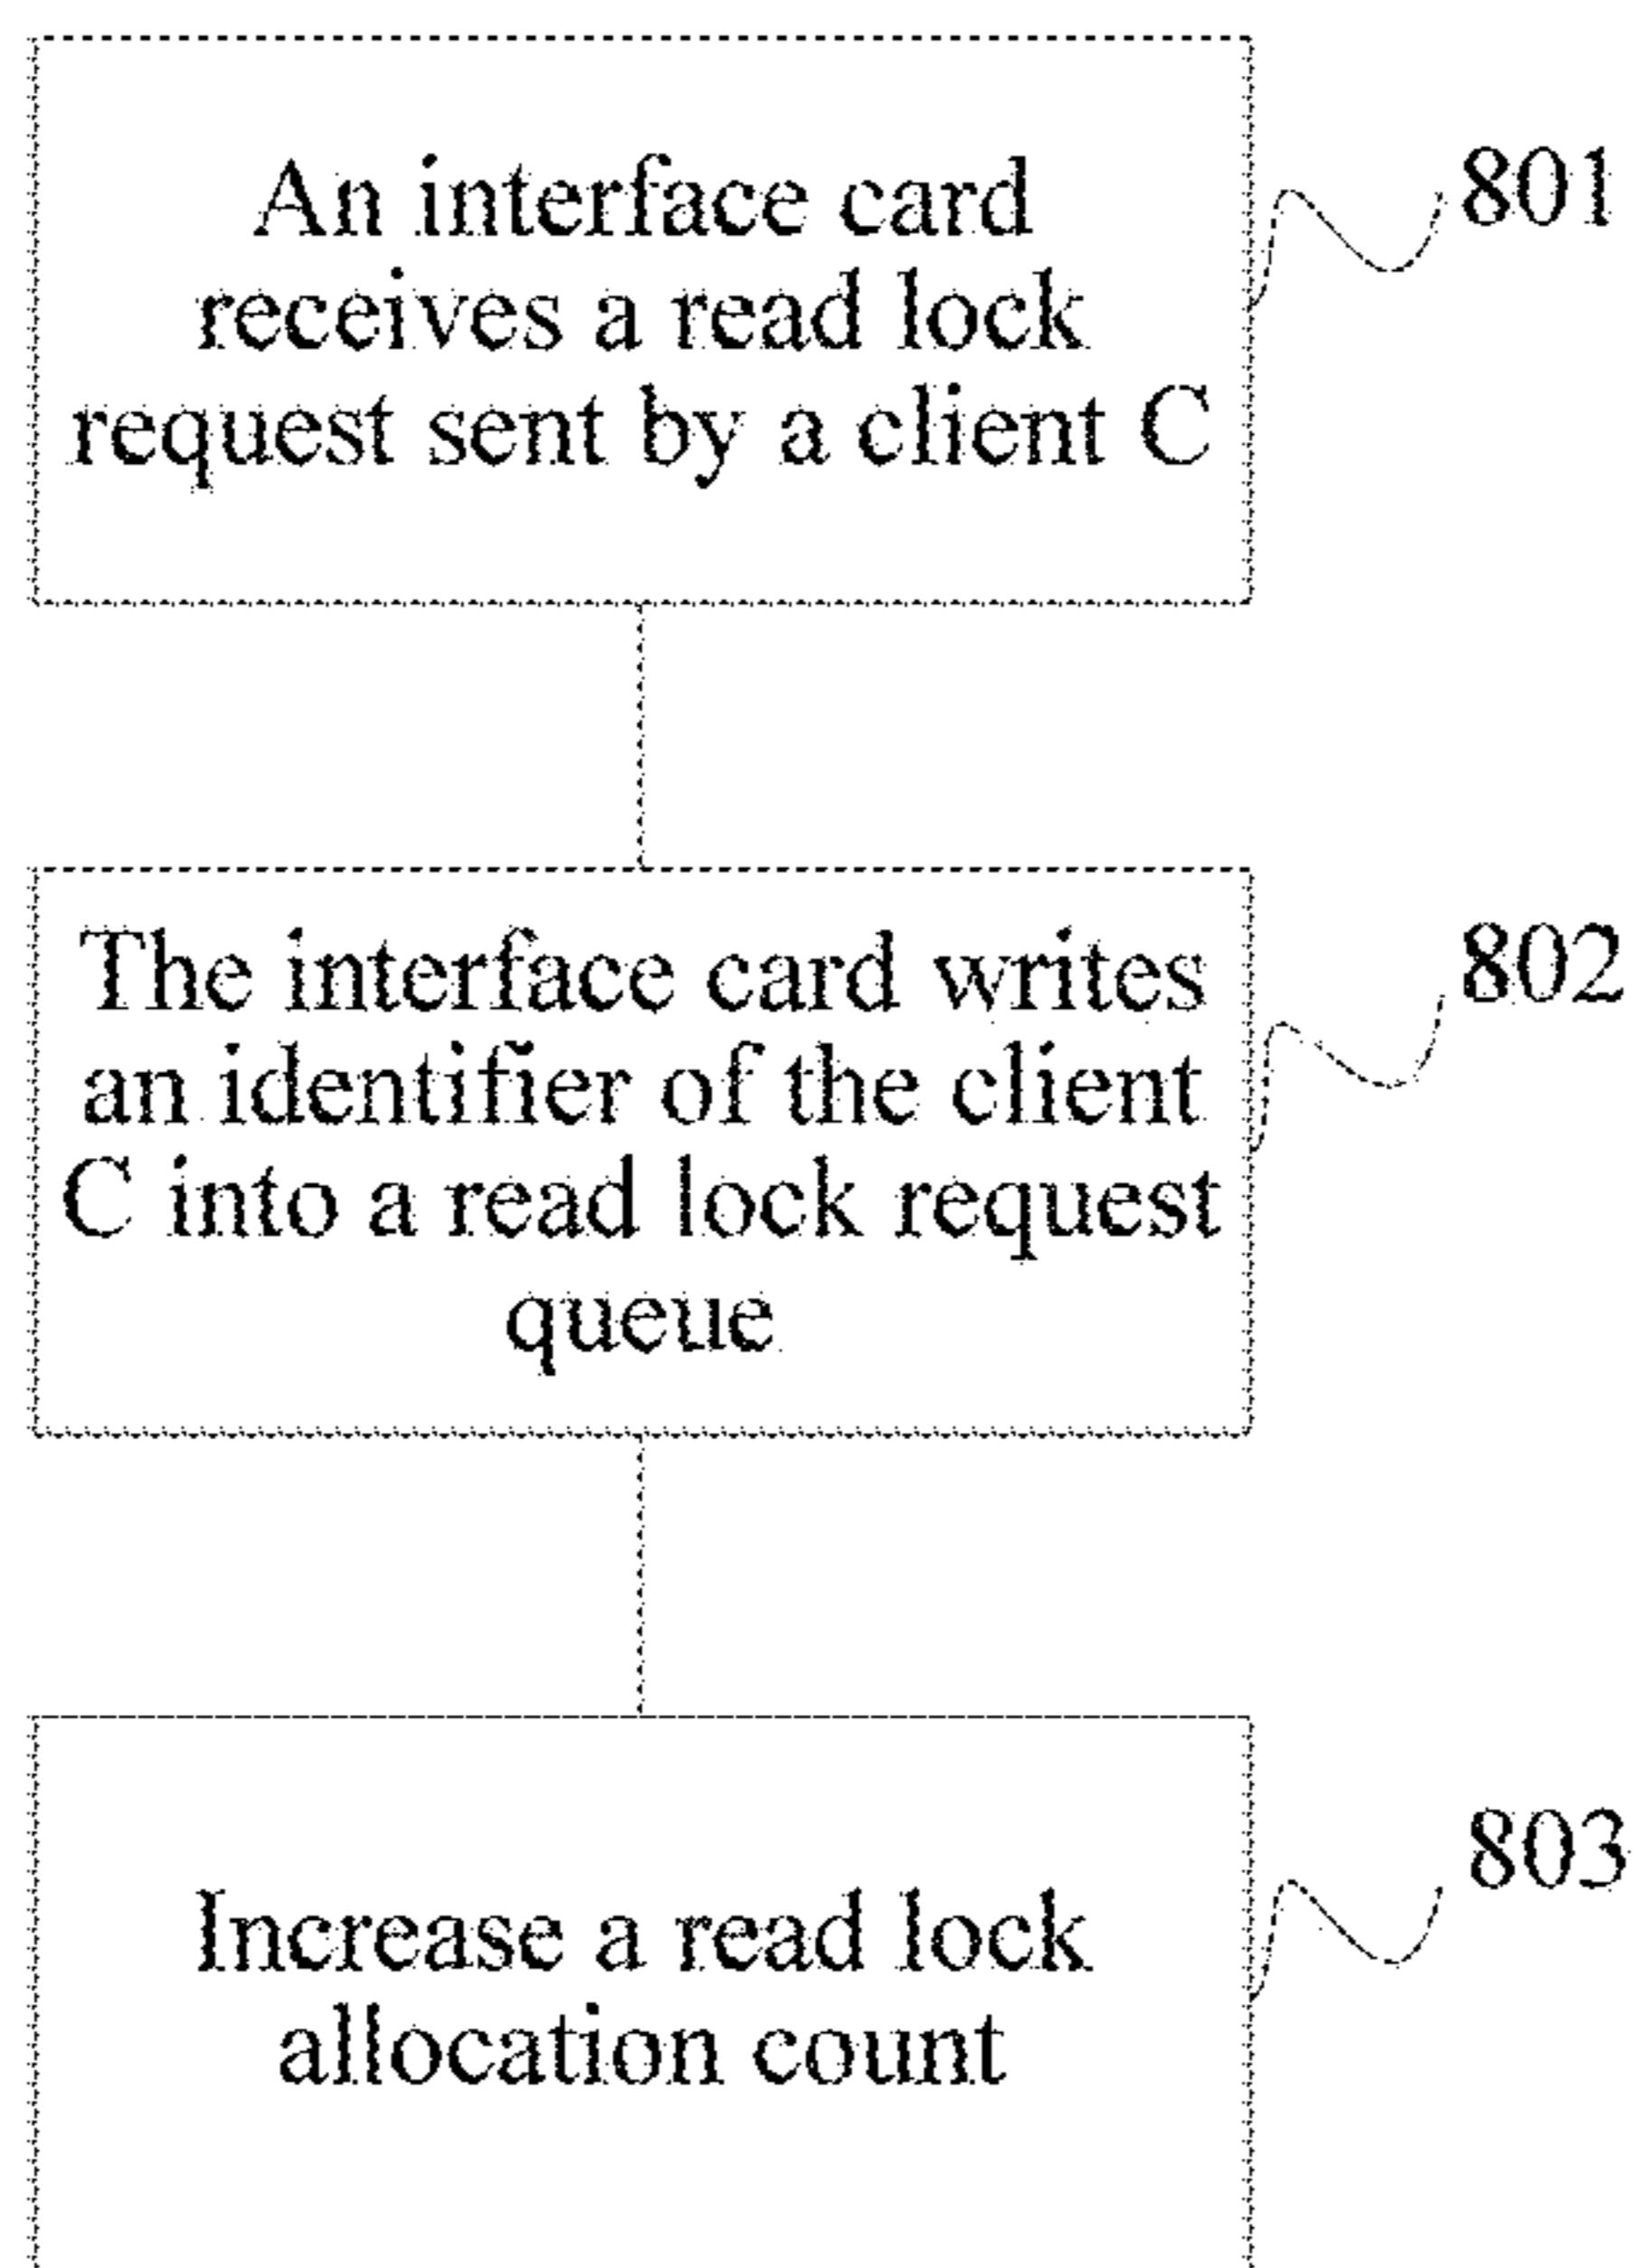 An interface card
receives a read lock
request sent by a client C
801
The interface card writes
an identifier of the client
C into a read lock request
queue
802
Increase a read lock
allocation count
803